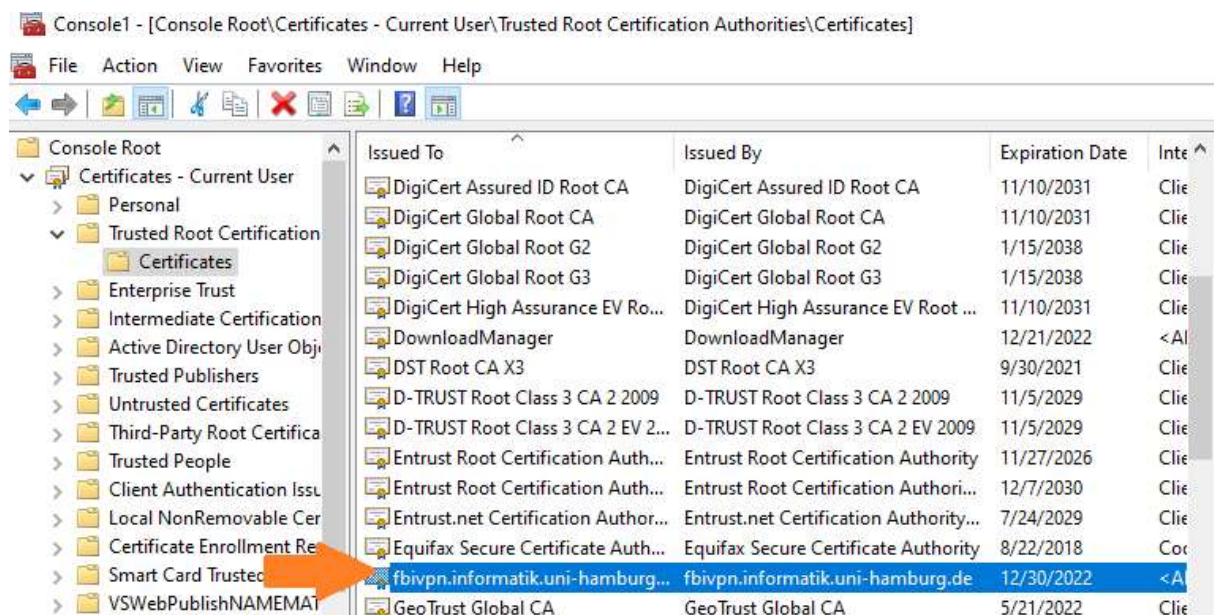 Console1 - [Console Root\Certificates - Current User\Trusted Root Certification Authorities\Certificates]
File Action View Favorites Window Help
Console Root
Certificates - Current User
Personal
Trusted Root Certification
Certificates
Enterprise Trust
Intermediate Certification
Active Directory User Obj
Trusted Publishers
Untrusted Certificates
Third-Party Root Certifica
Trusted People
Client Authentication Issu
Local NonRemovable Cer
Certificate Enrollment Re
Smart Card Trusted
VSWebPublishNAMEMAT
Issued To Issued By Expiration Date Inte
DigiCert Assured ID Root CA DigiCert Assured ID Root CA 11/10/2031 Clie
DigiCert Global Root CA DigiCert Global Root CA 11/10/2031 Clie
DigiCert Global Root G2 DigiCert Global Root G2 1/15/2038 Clie
DigiCert Global Root G3 DigiCert Global Root G3 1/15/2038 Clie
DigiCert High Assurance EV Ro... DigiCert High Assurance EV Root ... 11/10/2031 Clie
DownloadManager DownloadManager 12/21/2022 <Al
DST Root CA X3 DST Root CA X3 9/30/2021 Clie
D-TRUST Root Class 3 CA 2 2009 D-TRUST Root Class 3 CA 2 2009 11/5/2029 Clie
D-TRUST Root Class 3 CA 2 EV 2... D-TRUST Root Class 3 CA 2 EV 2009 11/5/2029 Clie
Entrust Root Certification Auth... Entrust Root Certification Authority 11/27/2026 Clie
Entrust Root Certification Auth... Entrust Root Certification Authori... 12/7/2030 Clie
Entrust.net Certification Author... Entrust.net Certification Authority... 7/24/2029 Clie
Equifax Secure Certificate Auth... Equifax Secure Certificate Authority 8/22/2018 Coc
fbivpn.informatik.uni-hamburg... fbivpn.informatik.uni-hamburg.de 12/30/2022 <Al
GeoTrust Global CA GeoTrust Global CA 5/21/2022 Clie